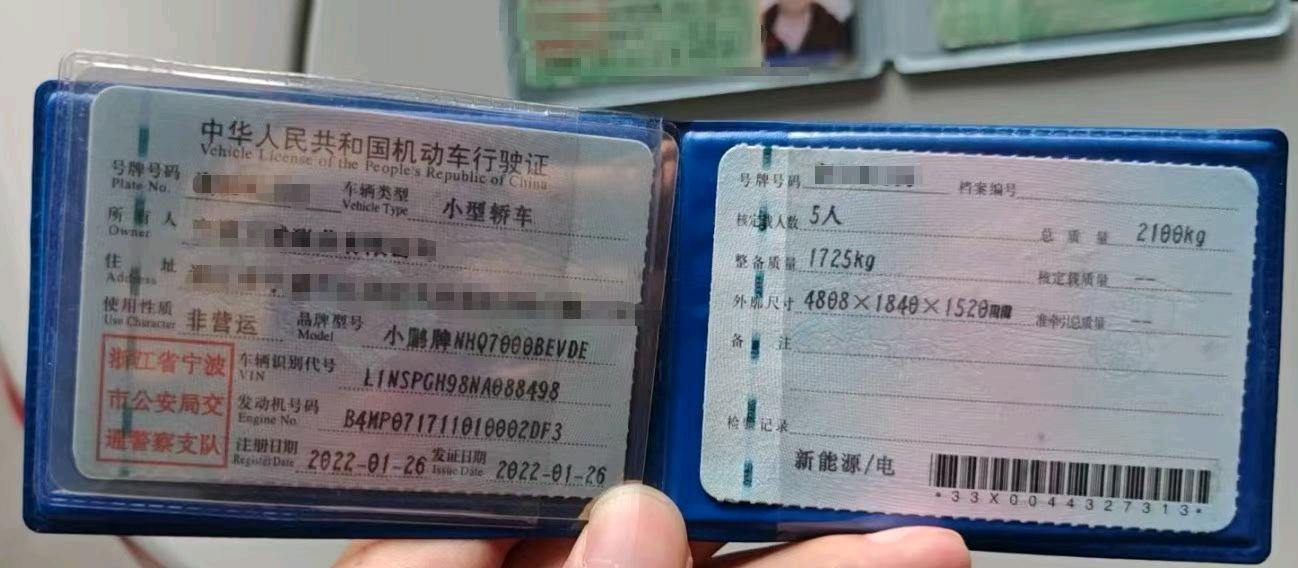 中华人民共和国机动车行驶证
Vehicle License of the People's Republic of China
号牌号码
Plate No.
车辆类型 小型轿车
Vehicle Type
所有人
Owner
住址
Address
使用性质 非营运
Use Character
品牌型号 小鹏牌NHQ7000BEVDE
Model
浙江省宁波
市公安局交
通警察支队
车辆识别代号 L1NSPGH98NA088498
VIN
发动机号码 B4MP071711010002DF3
Engine No.
注册日期 2022-01-26
Register Date
发证日期 2022-01-26
Issue Date
号牌号码
档案编号
核定载人数 5人
总质量 2100kg
整备质量 1725kg
核定载质量 --
外廓尺寸 4808×1840×1520mm
准牵引总质量 --
备注
检验记录
新能源/电
*33X0044327313*